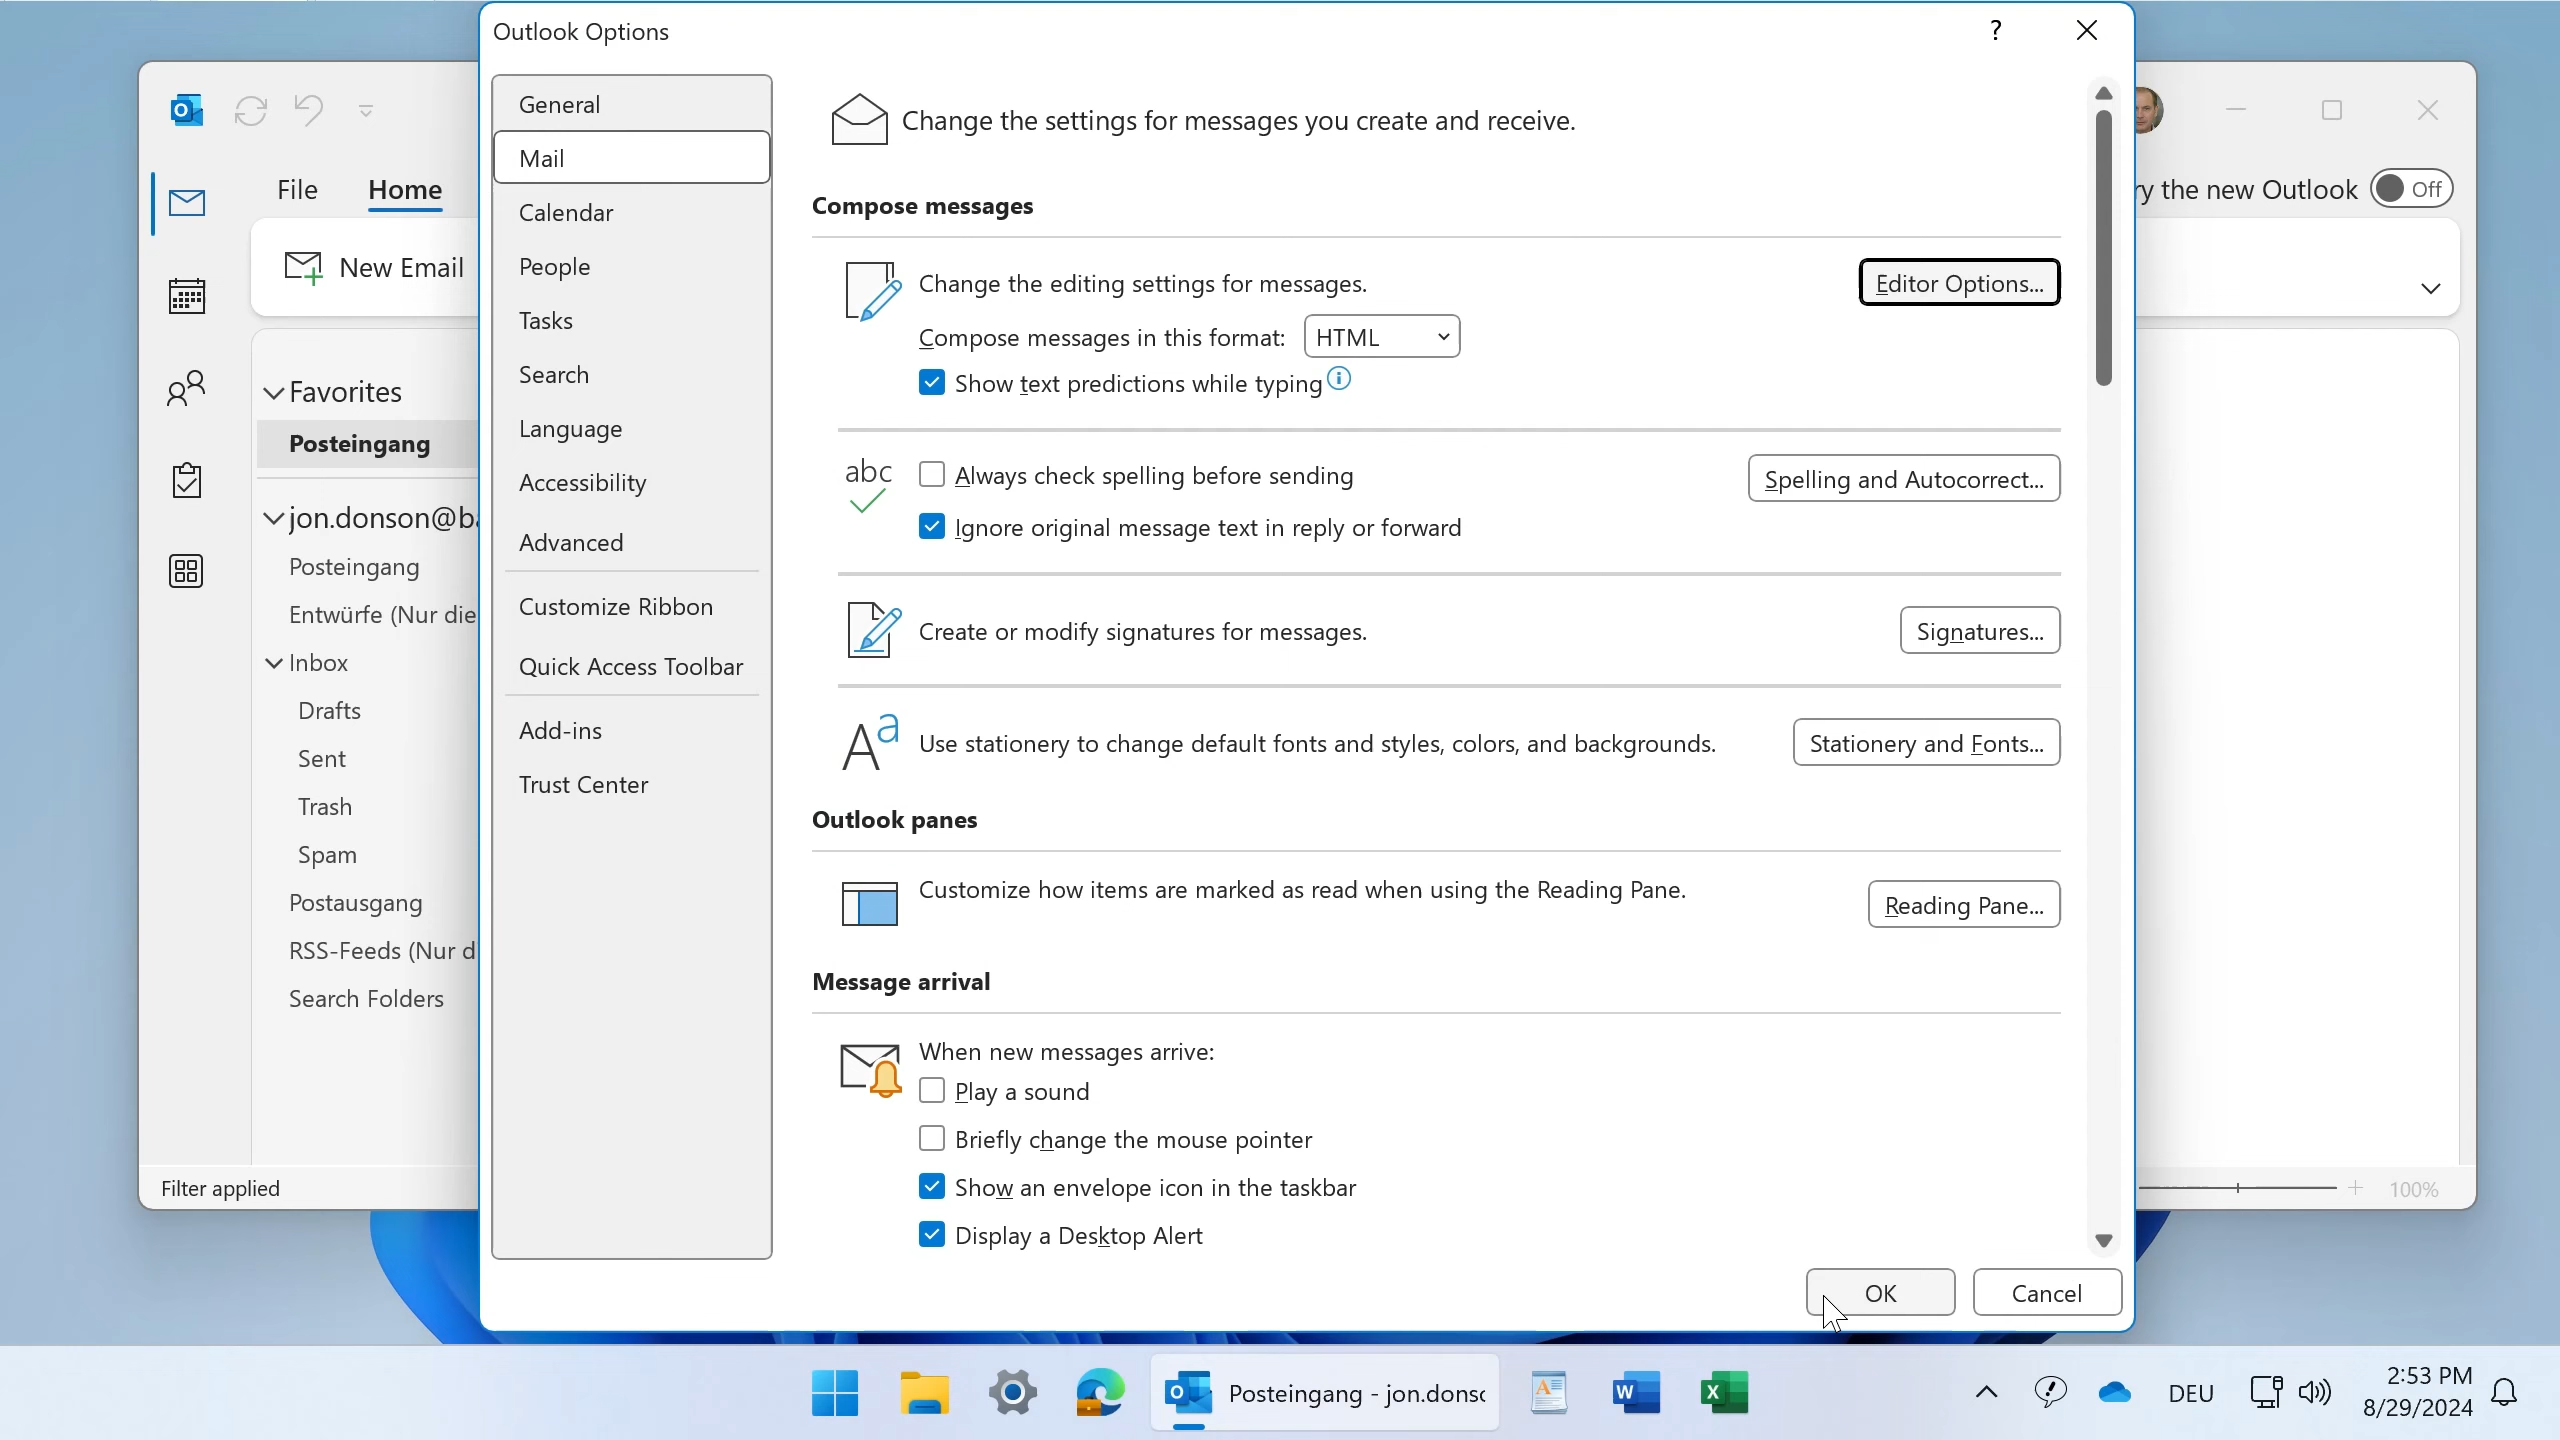 Outlook Options
?
General
Mail
Calendar
People
Tasks
Search
Language
Accessibility
Advanced
Customize Ribbon
Quick Access Toolbar
Add-ins
Trust Center
Change the settings for messages you create and receive.
Compose messages
Change the editing settings for messages.
Editor Options...
Compose messages in this format:
HTML
Show text predictions while typing
abc
Always check spelling before sending
Spelling and Autocorrect...
Ignore original message text in reply or forward
Create or modify signatures for messages.
Signatures...
Use stationery to change default fonts and styles, colors, and backgrounds.
Stationery and Fonts...
Outlook panes
Customize how items are marked as read when using the Reading Pane.
Reading Pane...
Message arrival
When new messages arrive:
Play a sound
Briefly change the mouse pointer
Show an envelope icon in the taskbar
Display a Desktop Alert
OK
Cancel
File
Home
New Email
Favorites
Posteingang
jon.donson@ba
Posteingang
Entwürfe (Nur die
Inbox
Drafts
Sent
Trash
Spam
Postausgang
RSS-Feeds (Nur d
Search Folders
Filter applied
ry the new Outlook
Off
100%
Posteingang - jon.donsc
DEU
2:53 PM
8/29/2024